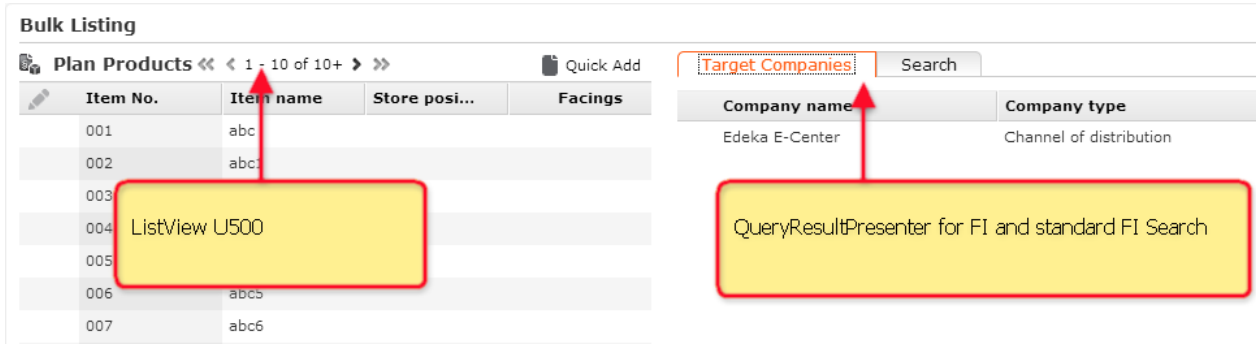 Bulk Listing
Plan Products 1 - 10 of 10+ Quick Add
Item No. Item name Store posi... Facings
001 abc
002 abc1
003
004
005
006 abc5
007 abc6
ListView U500
Target Companies Search
Company name Company type
Edeka E-Center Channel of distribution
QueryResultPresenter for FI and standard FI Search